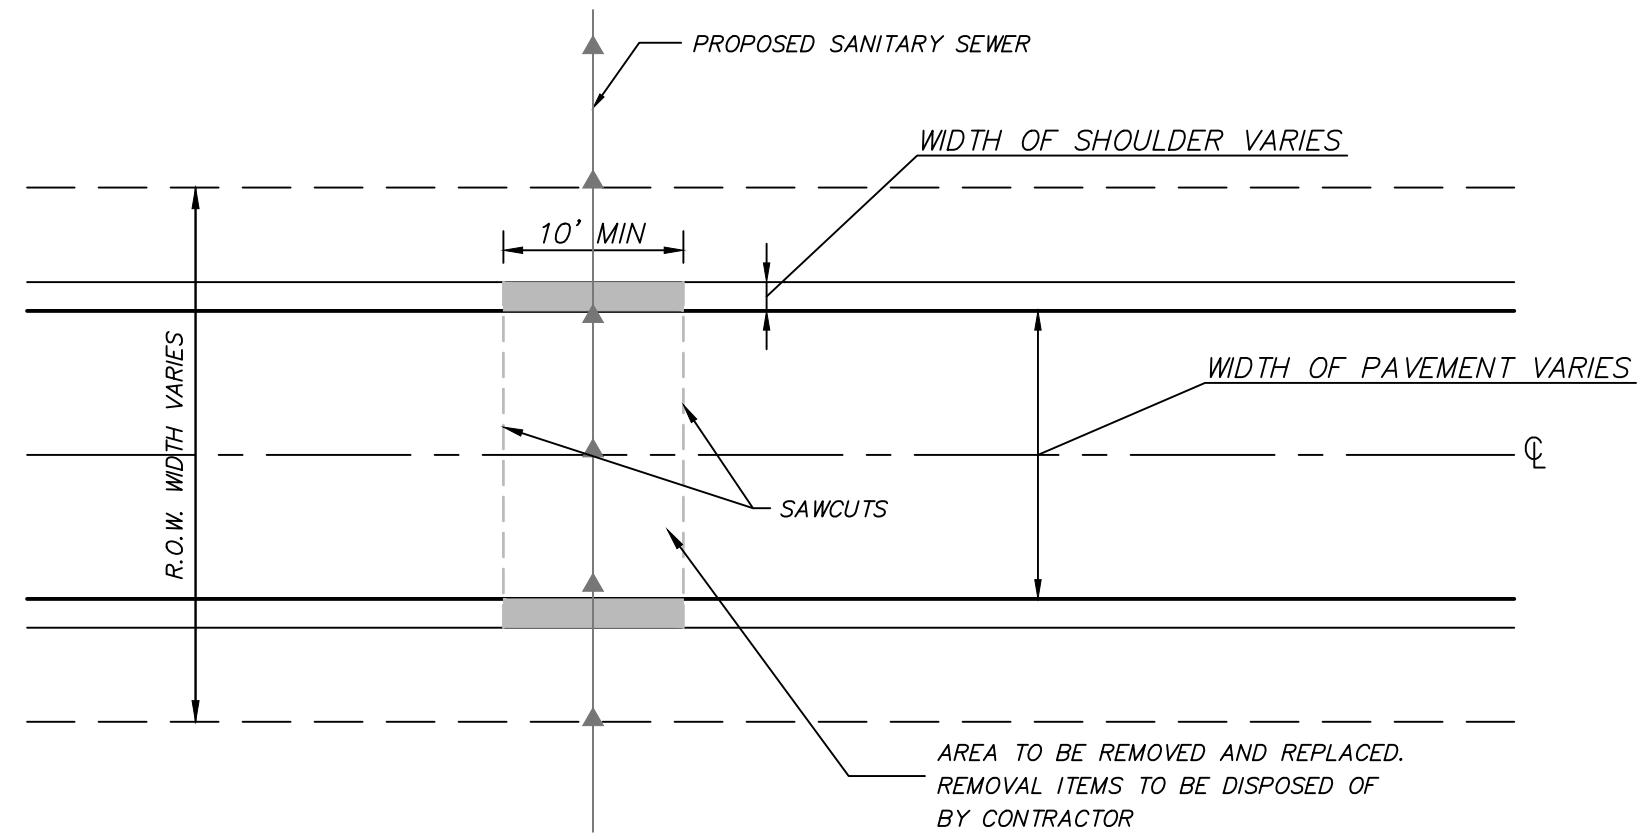 PROPOSED SANITARY SEWER
WIDTH OF SHOULDER VARIES
10' MIN
R.O.W. WIDTH VARIES
WIDTH OF PAVEMENT VARIES
℄
SAWCUTS
AREA TO BE REMOVED AND REPLACED.
REMOVAL ITEMS TO BE DISPOSED OF
BY CONTRACTOR